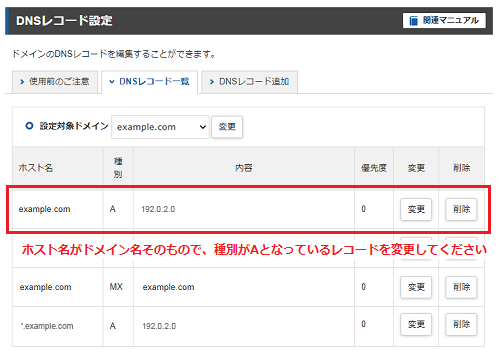 DNSレコード設定
関連マニュアル
ドメインのDNSレコードを編集することができます。
使用前のご注意
DNSレコード一覧
DNSレコード追加
設定対象ドメイン
example.com
変更
ホスト名 種別 内容 優先度 変更 削除
example.com A 192.0.2.0 0 変更 削除
ホスト名がドメイン名そのもので、種別がAとなっているレコードを変更してください
example.com MX example.com 0 変更 削除
*.example.com A 192.0.2.0 0 変更 削除